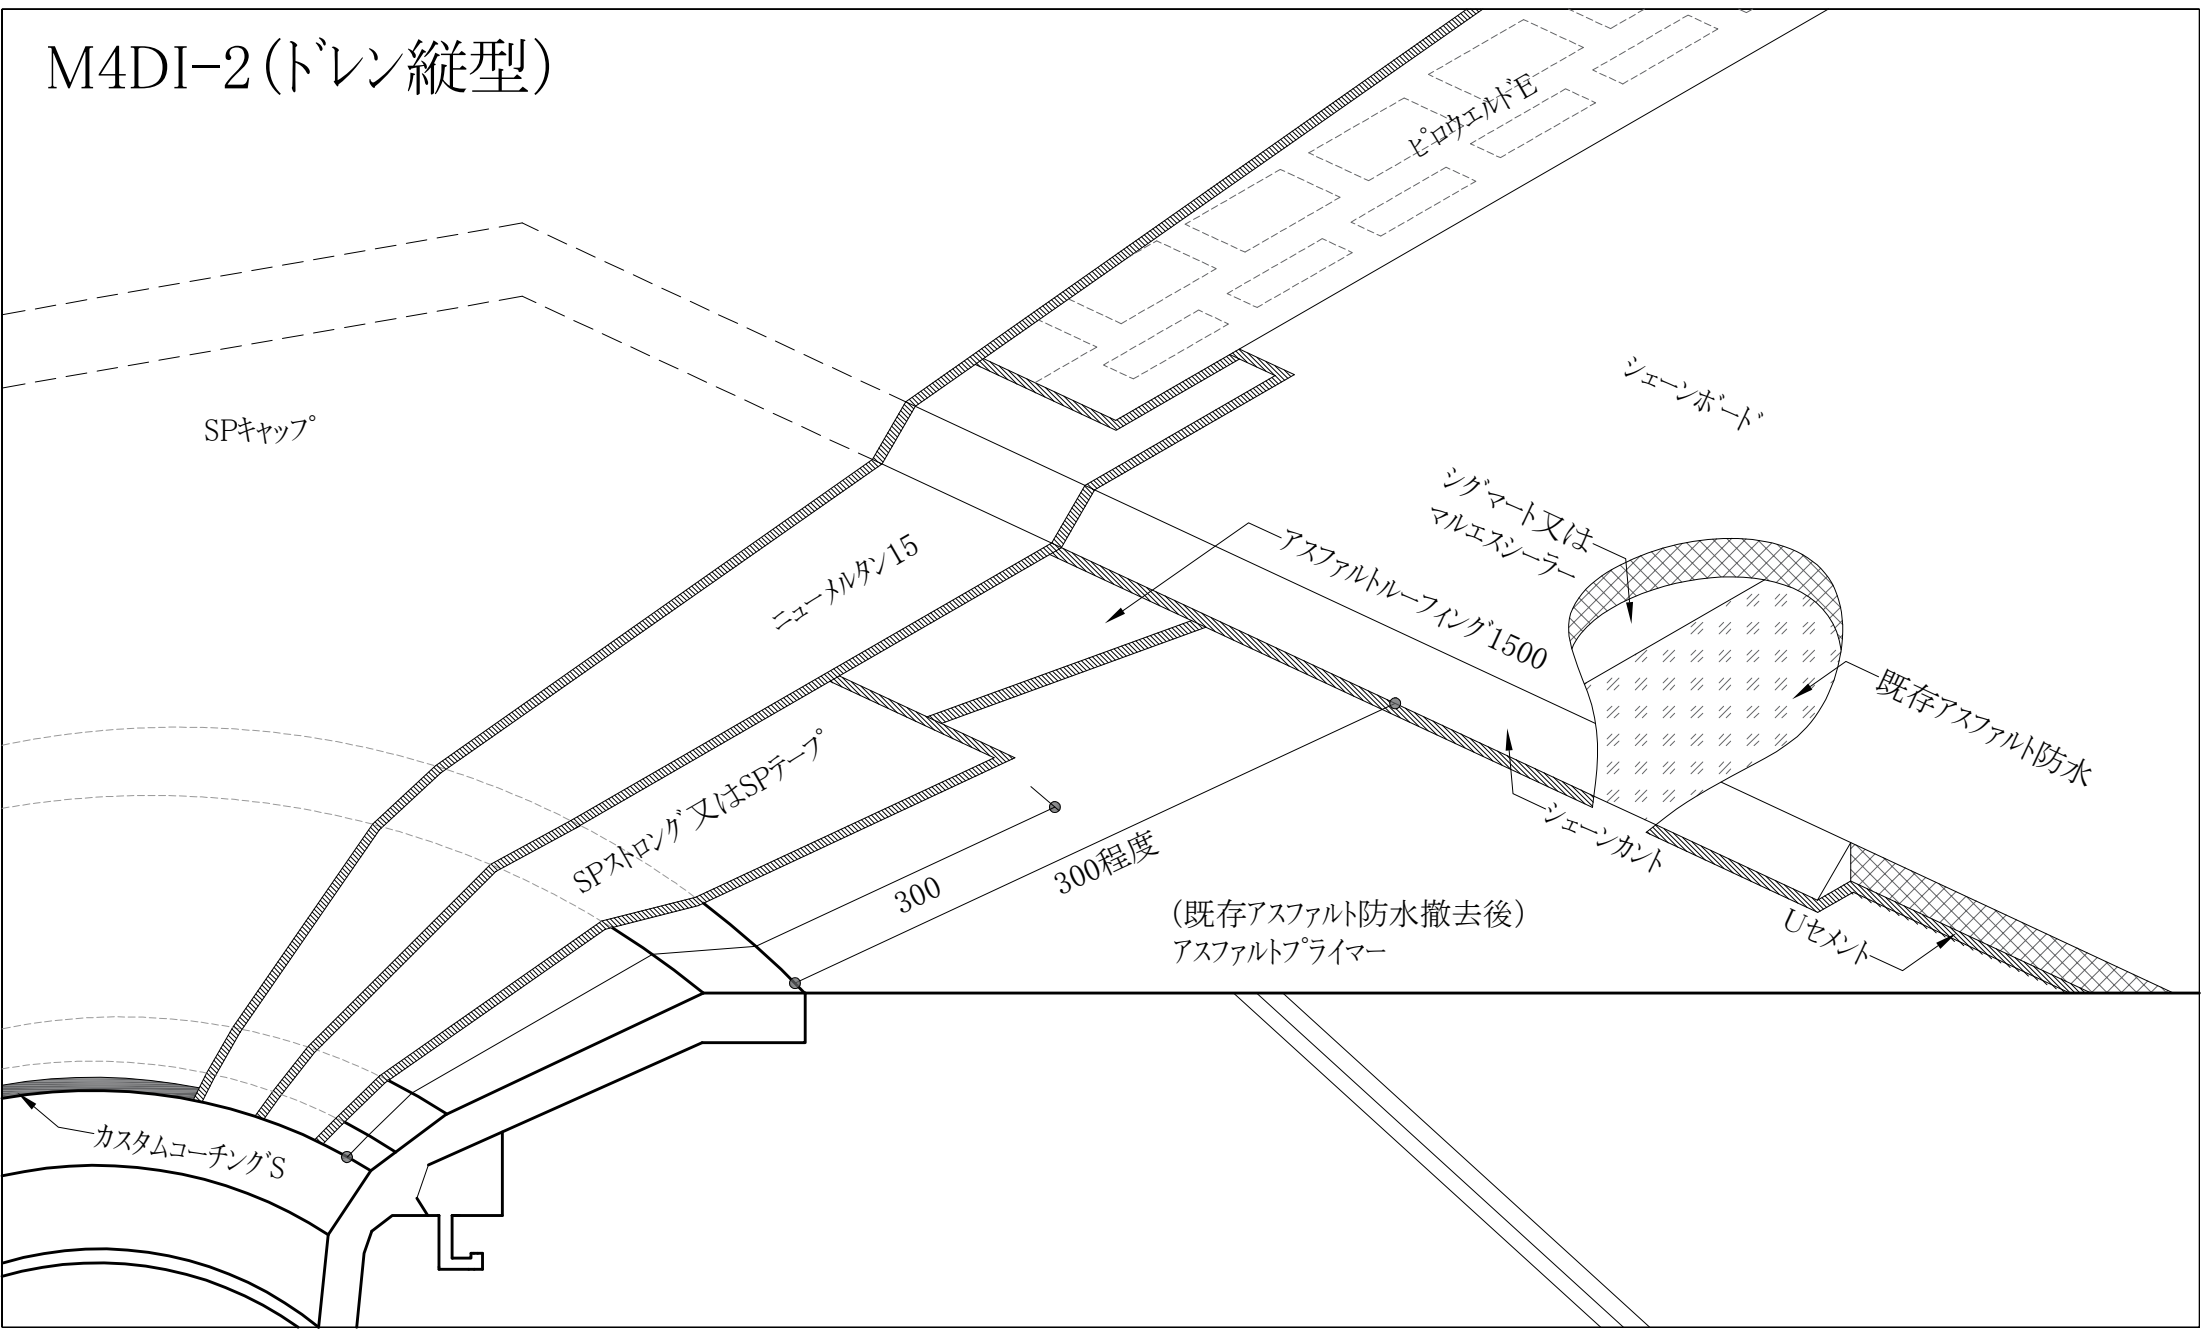 M4DI-2(ドレン縦型)
ピロウェルドE
シェーンボード
SPキャップ
シグマート又は
マルエスシーラー
アスファルトルーフィング1500
ニューメルタン15
既存アスファルト防水
SPストロング又はSPテープ
シェーンカント
300
300程度
(既存アスファルト防水撤去後)
アスファルトプライマー
Uセメント
カスタムコーチングS